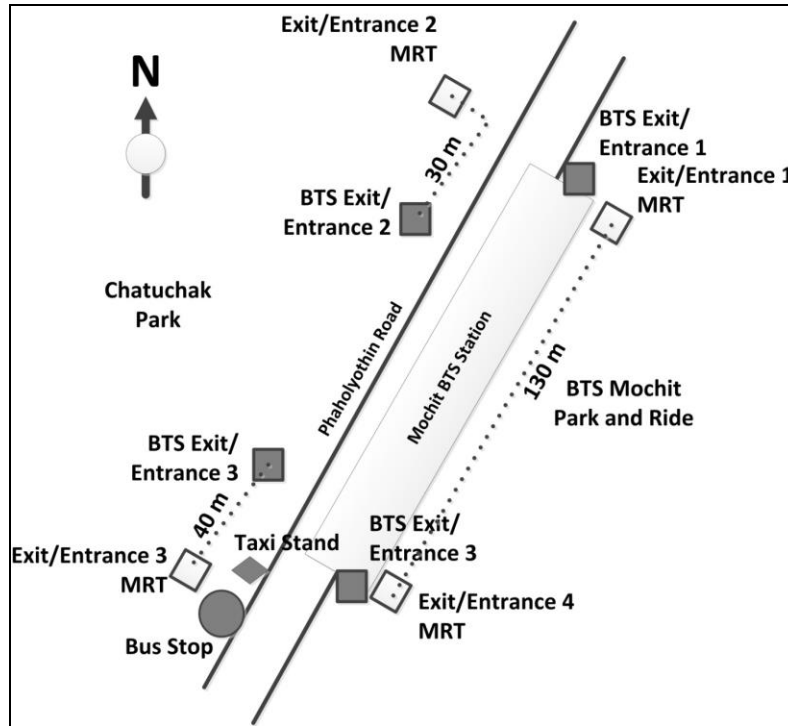 Exit/Entrance 2
MRT
N
BTS Exit/
Entrance 1
Exit/Entrance 1
MRT
30 m
BTS Exit/
Entrance 2
Chatuchak
Park
Phaholyothin Road
Mochit BTS Station
130 m
BTS Mochit
Park and Ride
BTS Exit/
Entrance 3
40 m
Taxi Stand
BTS Exit/
Entrance 3
Exit/Entrance 3
MRT
Exit/Entrance 4
MRT
Bus Stop